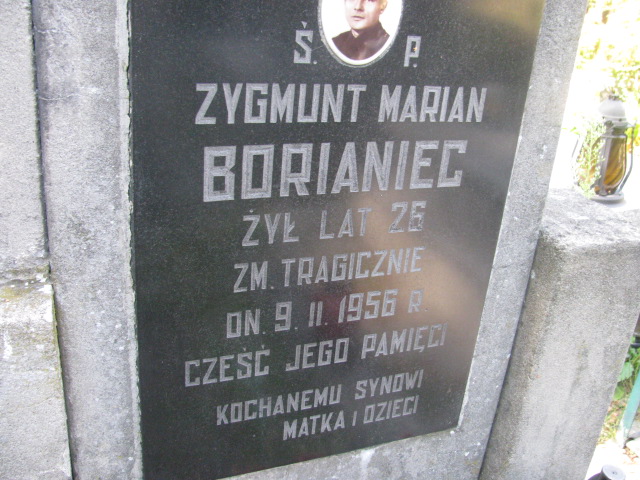 Ś. P.
ZYGMUNT MARIAN
BORIANIEC
ŻYŁ LAT 26
ZM. TRAGICZNIE
DN. 9. II. 1956 R.
CZEŚĆ JEGO PAMIĘCI
KOCHANEMU SYNOWI
MATKA I DZIECI